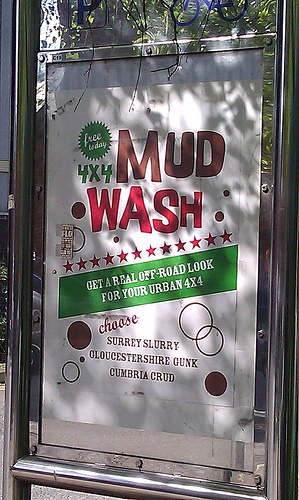 free
today
4X4
MUD
WASH
GET A REAL OFF-ROAD LOOK
FOR YOUR URBAN 4X4
choose
SURREY SLURRY
GLOUCESTERSHIRE GUNK
CUMBRIA CRUD